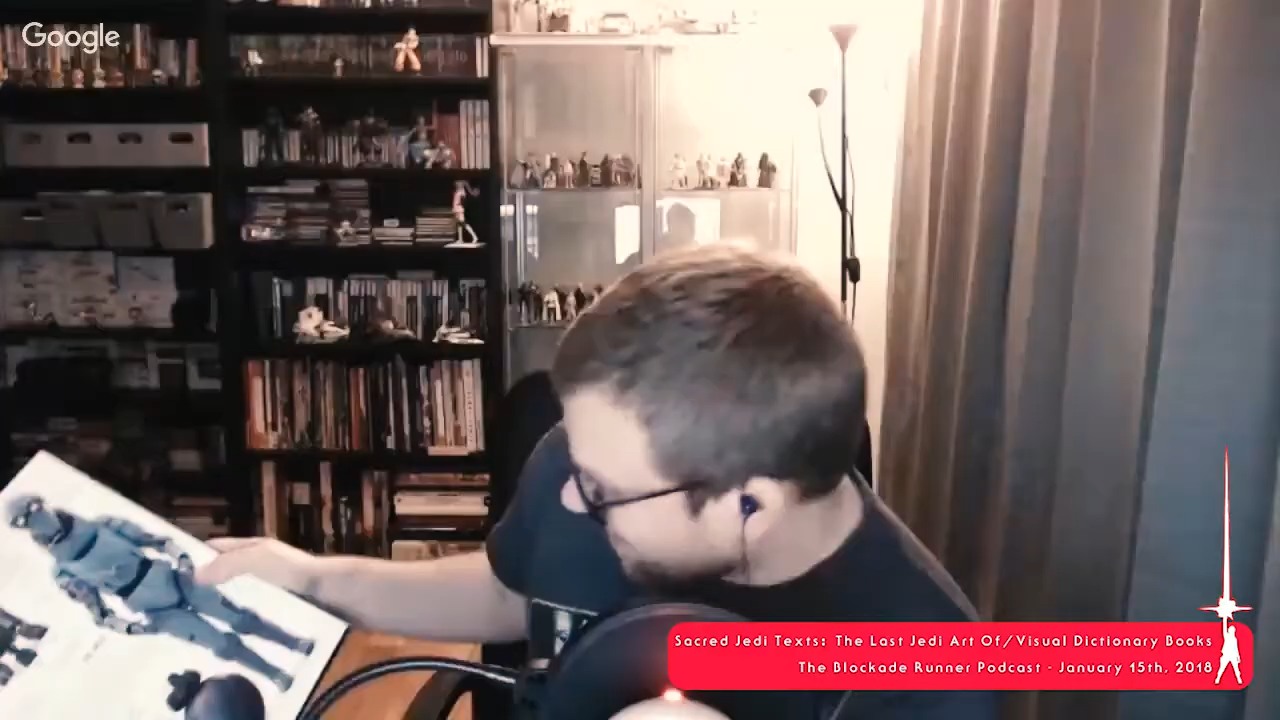 Google
Sacred Jedi Texts: The Last Jedi Art Of/Visual Dictionary Books
The Blockade Runner Podcast - January 15th, 2018